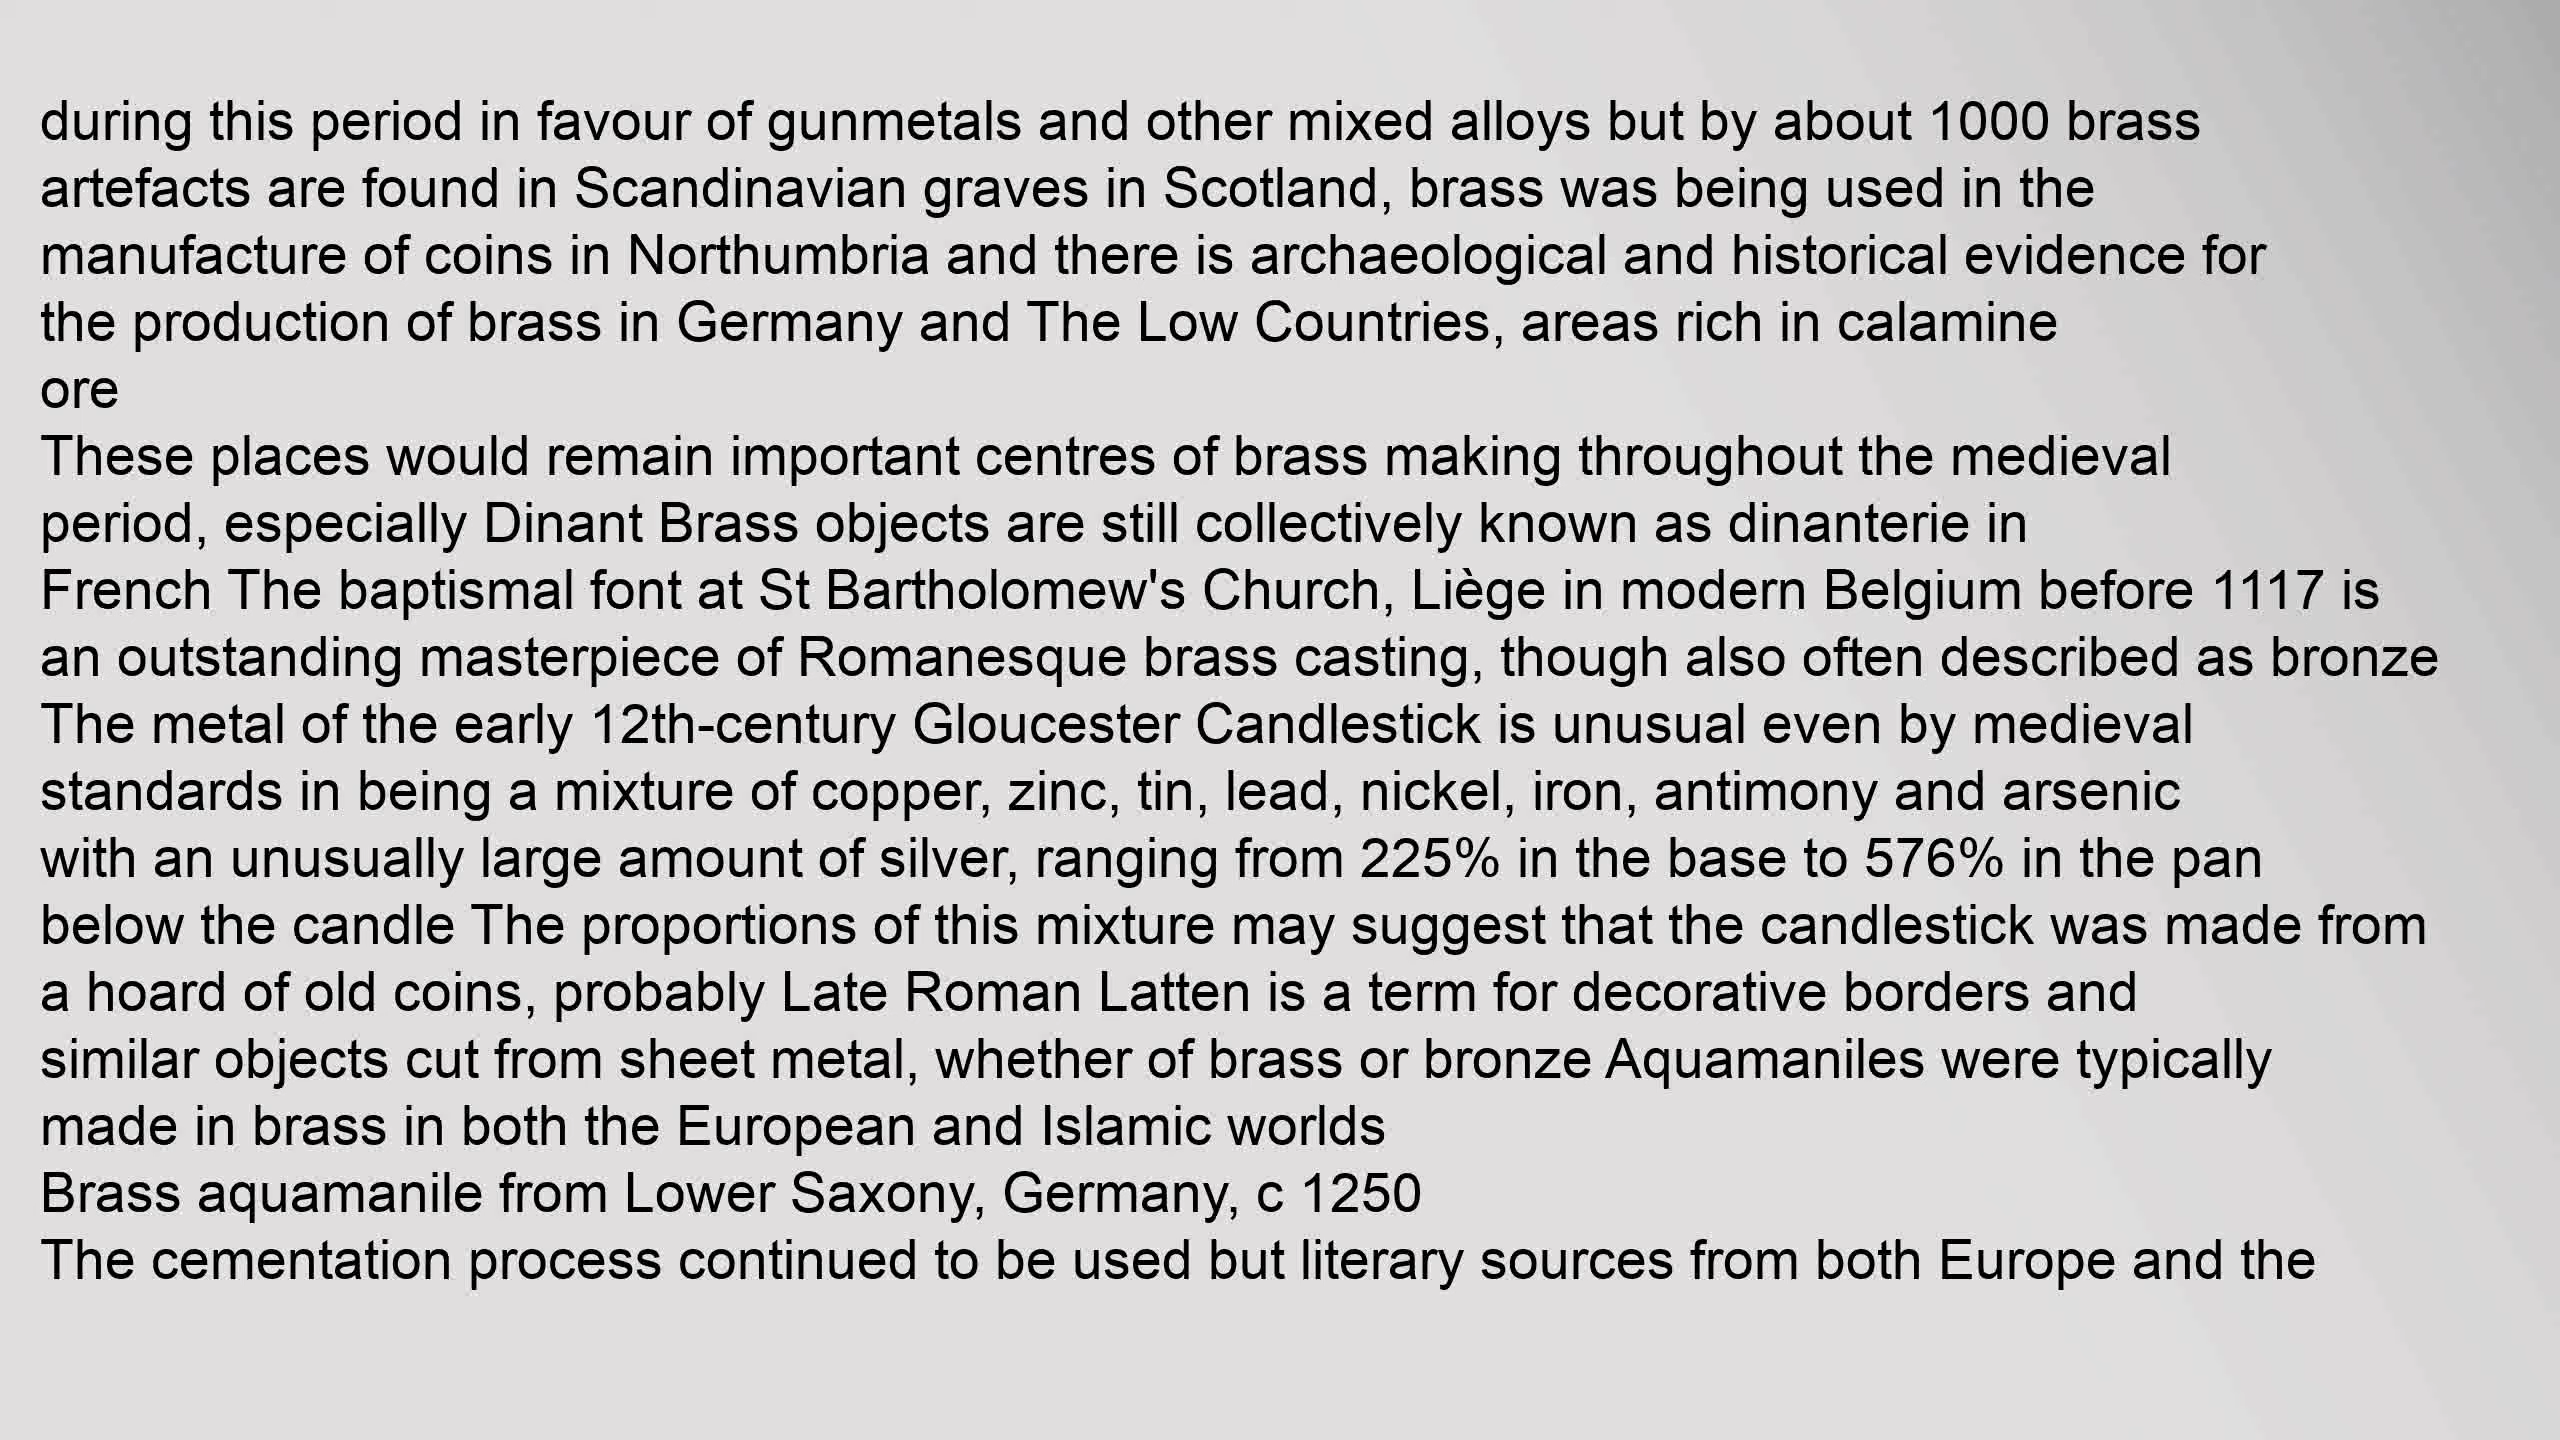 during this period in favour of gunmetals and other mixed alloys but by about 1000 brass
artefacts are found in Scandinavian graves in Scotland, brass was being used in the
manufacture of coins in Northumbria and there is archaeological and historical evidence for
the production of brass in Germany and The Low Countries, areas rich in calamine
ore
These places would remain important centres of brass making throughout the medieval
period, especially Dinant Brass objects are still collectively known as dinanterie in
French The baptismal font at St Bartholomew's Church, Liège in modern Belgium before 1117 is
an outstanding masterpiece of Romanesque brass casting, though also often described as bronze
The metal of the early 12th-century Gloucester Candlestick is unusual even by medieval
standards in being a mixture of copper, zinc, tin, lead, nickel, iron, antimony and arsenic
with an unusually large amount of silver, ranging from 225% in the base to 576% in the pan
below the candle The proportions of this mixture may suggest that the candlestick was made from
a hoard of old coins, probably Late Roman Latten is a term for decorative borders and
similar objects cut from sheet metal, whether of brass or bronze Aquamaniles were typically
made in brass in both the European and Islamic worlds
Brass aquamanile from Lower Saxony, Germany, c 1250
The cementation process continued to be used but literary sources from both Europe and the